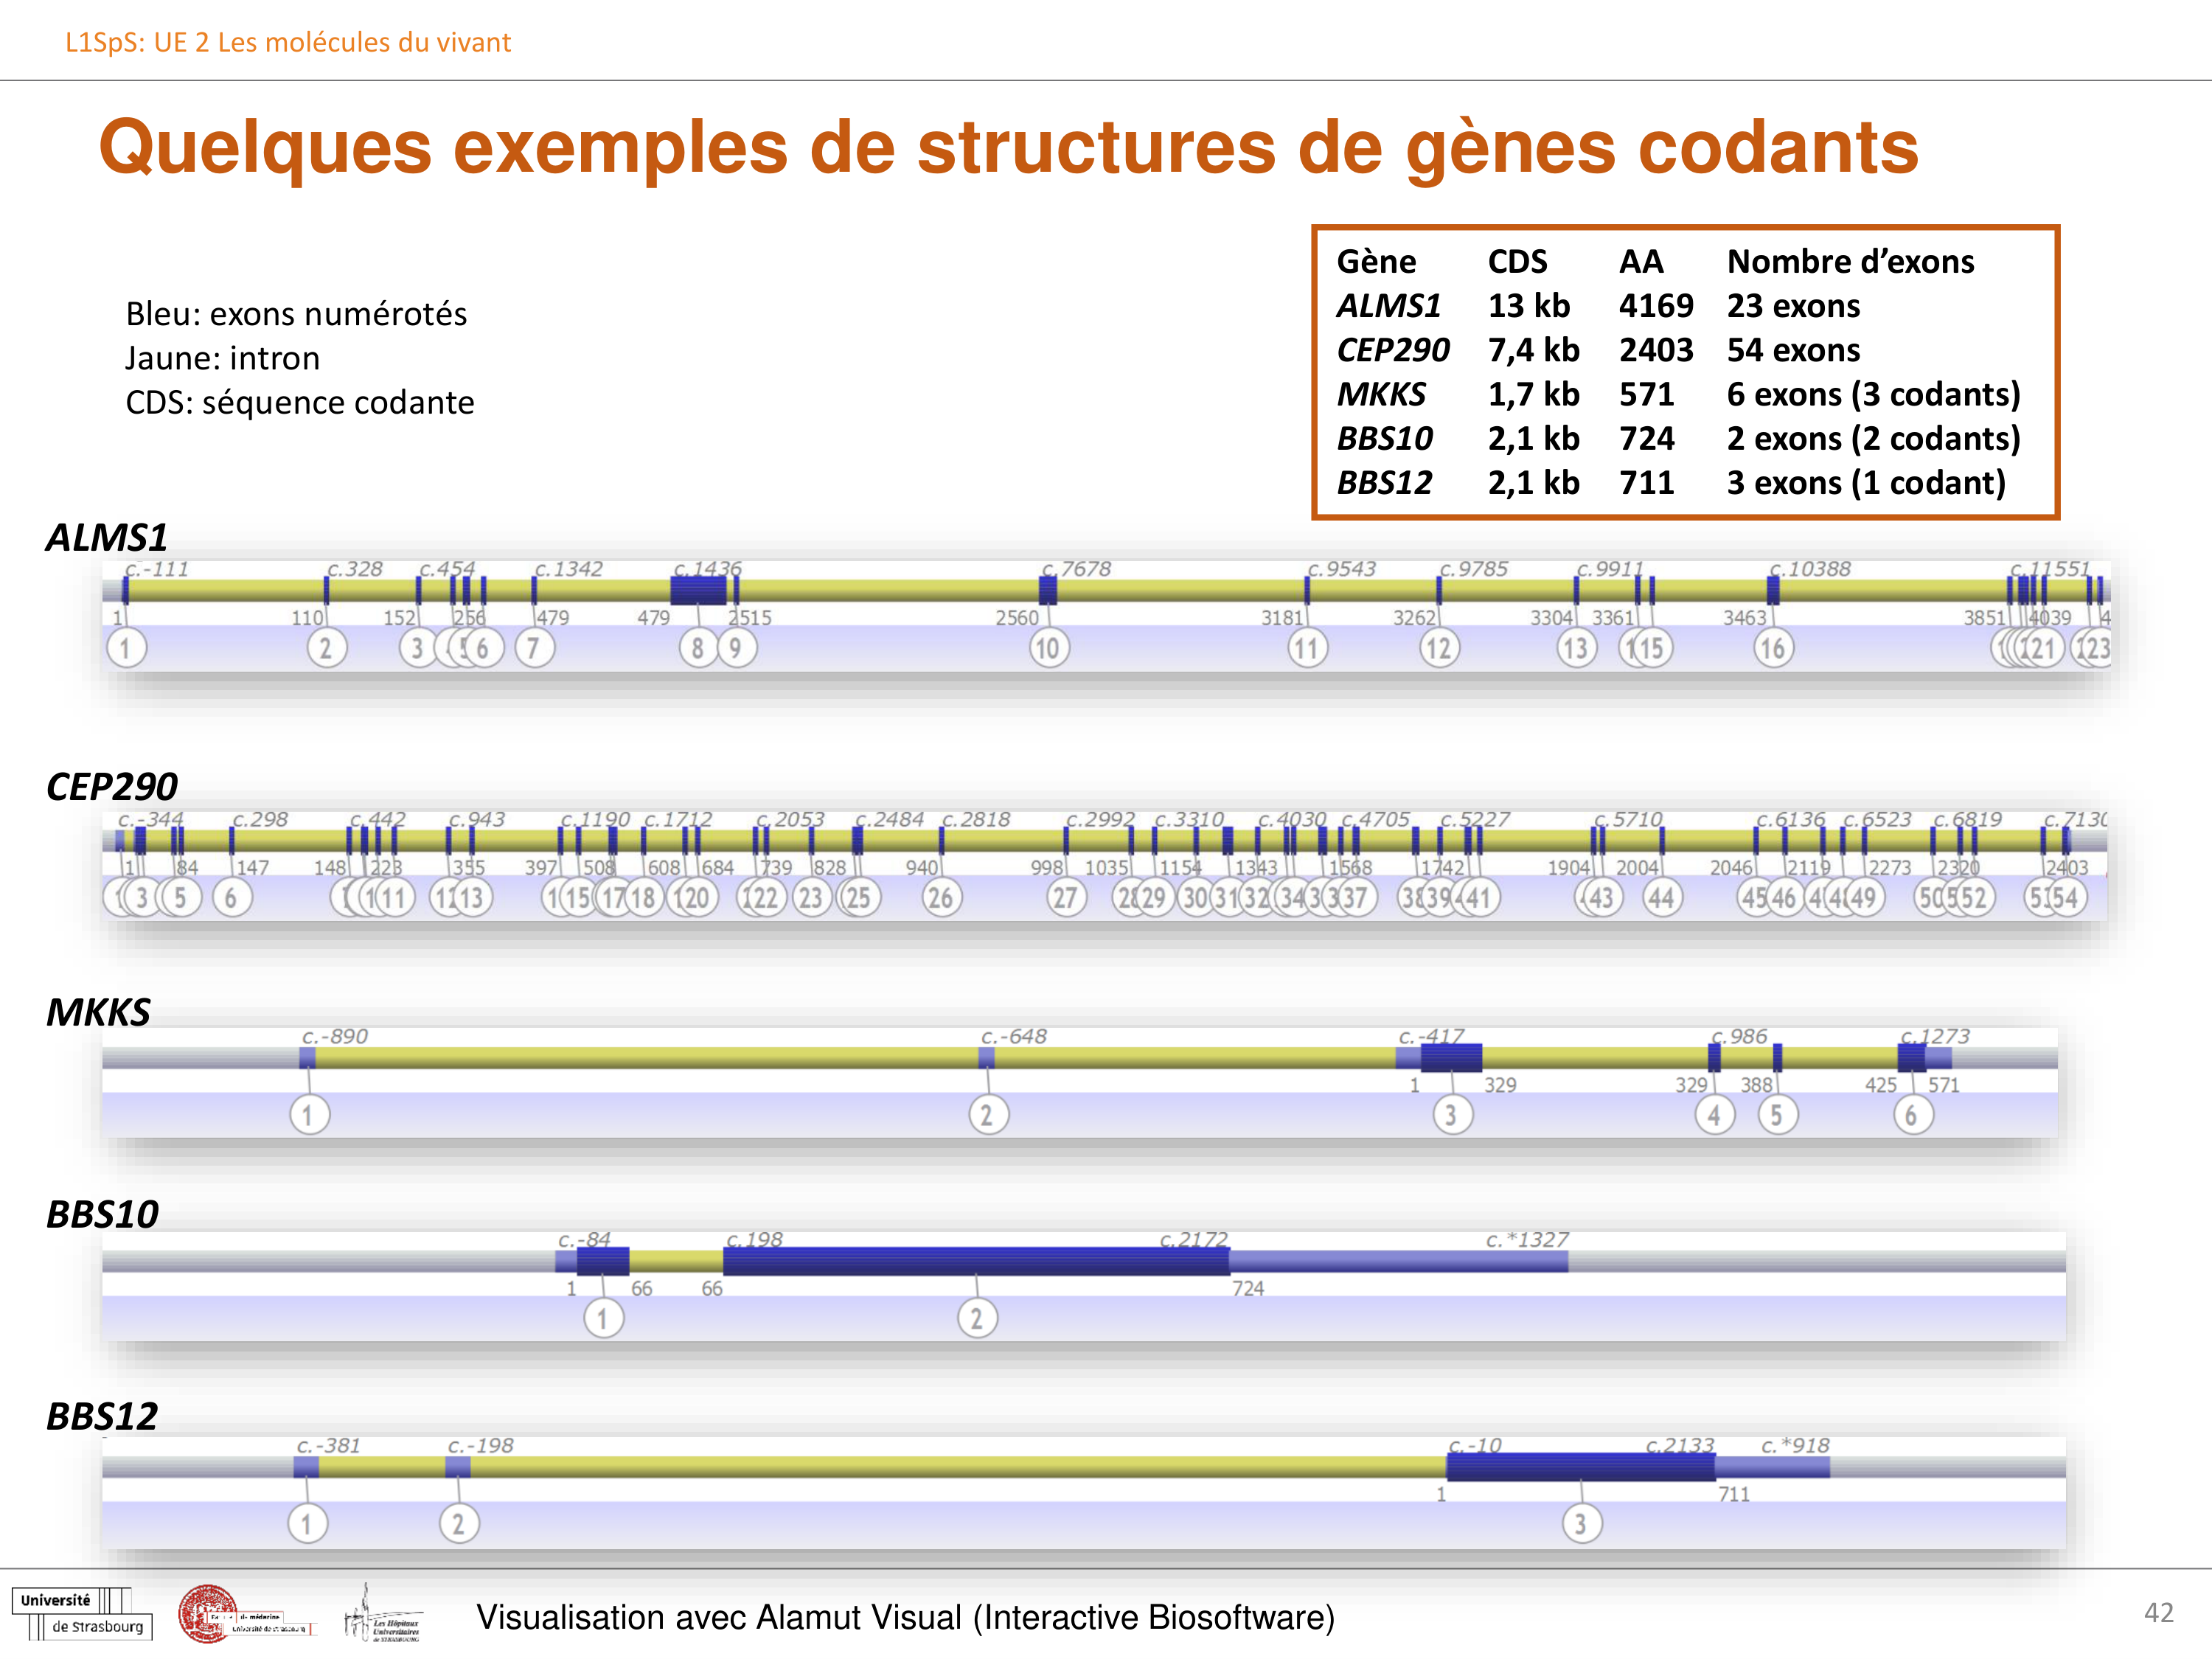 L1SpS: UE 2 Les molécules du vivant
Quelques exemples de structures de gènes codants
Bleu: exons numérotés
Jaune: intron
CDS: séquence codante
Gène CDS AA Nombre d’exons
ALMS1 13 kb 4169 23 exons
CEP290 7,4 kb 2403 54 exons
MKKS 1,7 kb 571 6 exons (3 codants)
BBS10 2,1 kb 724 2 exons (2 codants)
BBS12 2,1 kb 711 3 exons (1 codant)
ALMS1
c.-111 c.328 c.454 c.1342 c.1436 c.7678 c.9543 c.9785 c.9911 c.10388 c.11551
1 110 152 256 479 479 2515 2560 3181 3262 3304 3361 3463 3851 4039 4
1 2 3 6 7 8 9 10 11 12 13 15 16 21 23
CEP290
c.-344 c.298 c.442 c.943 c.1190 c.1712 c.2053 c.2484 c.2818 c.2992 c.3310 c.4030 c.4705 c.5227 c.5710 c.6136 c.6523 c.6819 c.7130
1 84 147 148 223 355 397 508 608 684 739 828 940 998 1035 1154 1343 1568 1742 1904 2004 2046 2119 2273 2320 2403
3 5 6 11 13 15 17 18 20 22 23 25 26 27 28 29 30 31 32 34 37 38 39 41 43 44 45 46 49 50 52 54
MKKS
c.-890 c.-648 c.-417 c.986 c.1273
1 329 329 388 425 571
1 2 3 4 5 6
BBS10
c.-84 c.198 c.2172 c.*1327
1 66 66 724
1 2
BBS12
c.-381 c.-198 c.-10 c.2133 c.*918
1 711
1 2 3
Université
de Strasbourg
Les Hôpitaux
Universitaires
de STRASBOURG
Visualisation avec Alamut Visual (Interactive Biosoftware)
42